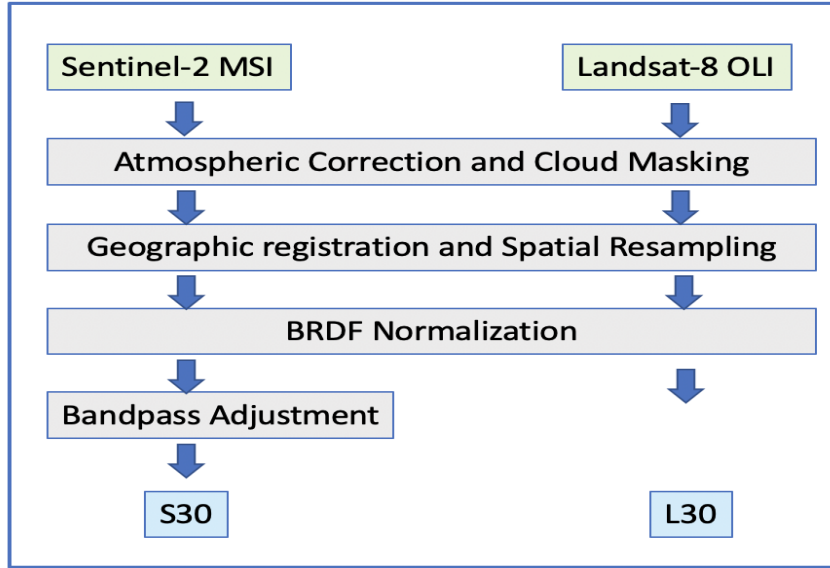 Sentinel-2 MSI
Landsat-8 OLI
Atmospheric Correction and Cloud Masking
Geographic registration and Spatial Resampling
BRDF Normalization
Bandpass Adjustment
S30
L30